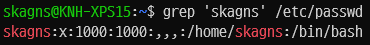 skagns@KNH-XPS15:~$ grep 'skagns' /etc/passwd
skagns:x:1000:1000:,,,:/home/skagns:/bin/bash